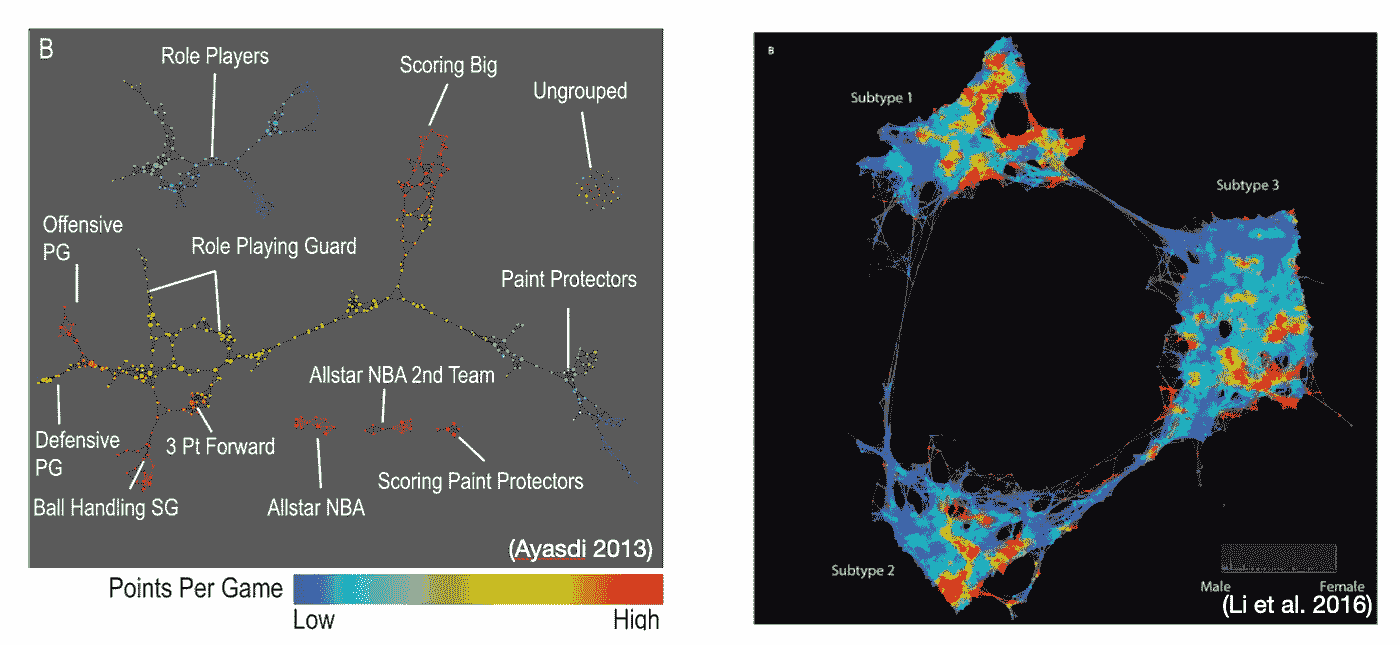 B
Role Players
Scoring Big
Ungrouped
Offensive
PG
Role Playing Guard
Paint Protectors
Allstar NBA 2nd Team
Defensive
PG
3 Pt Forward
Scoring Paint Protectors
Ball Handling SG
Allstar NBA
(Ayasdi 2013)
Points Per Game
Low
High
B
Subtype 1
Subtype 3
Subtype 2
Male
Female
(Li et al. 2016)